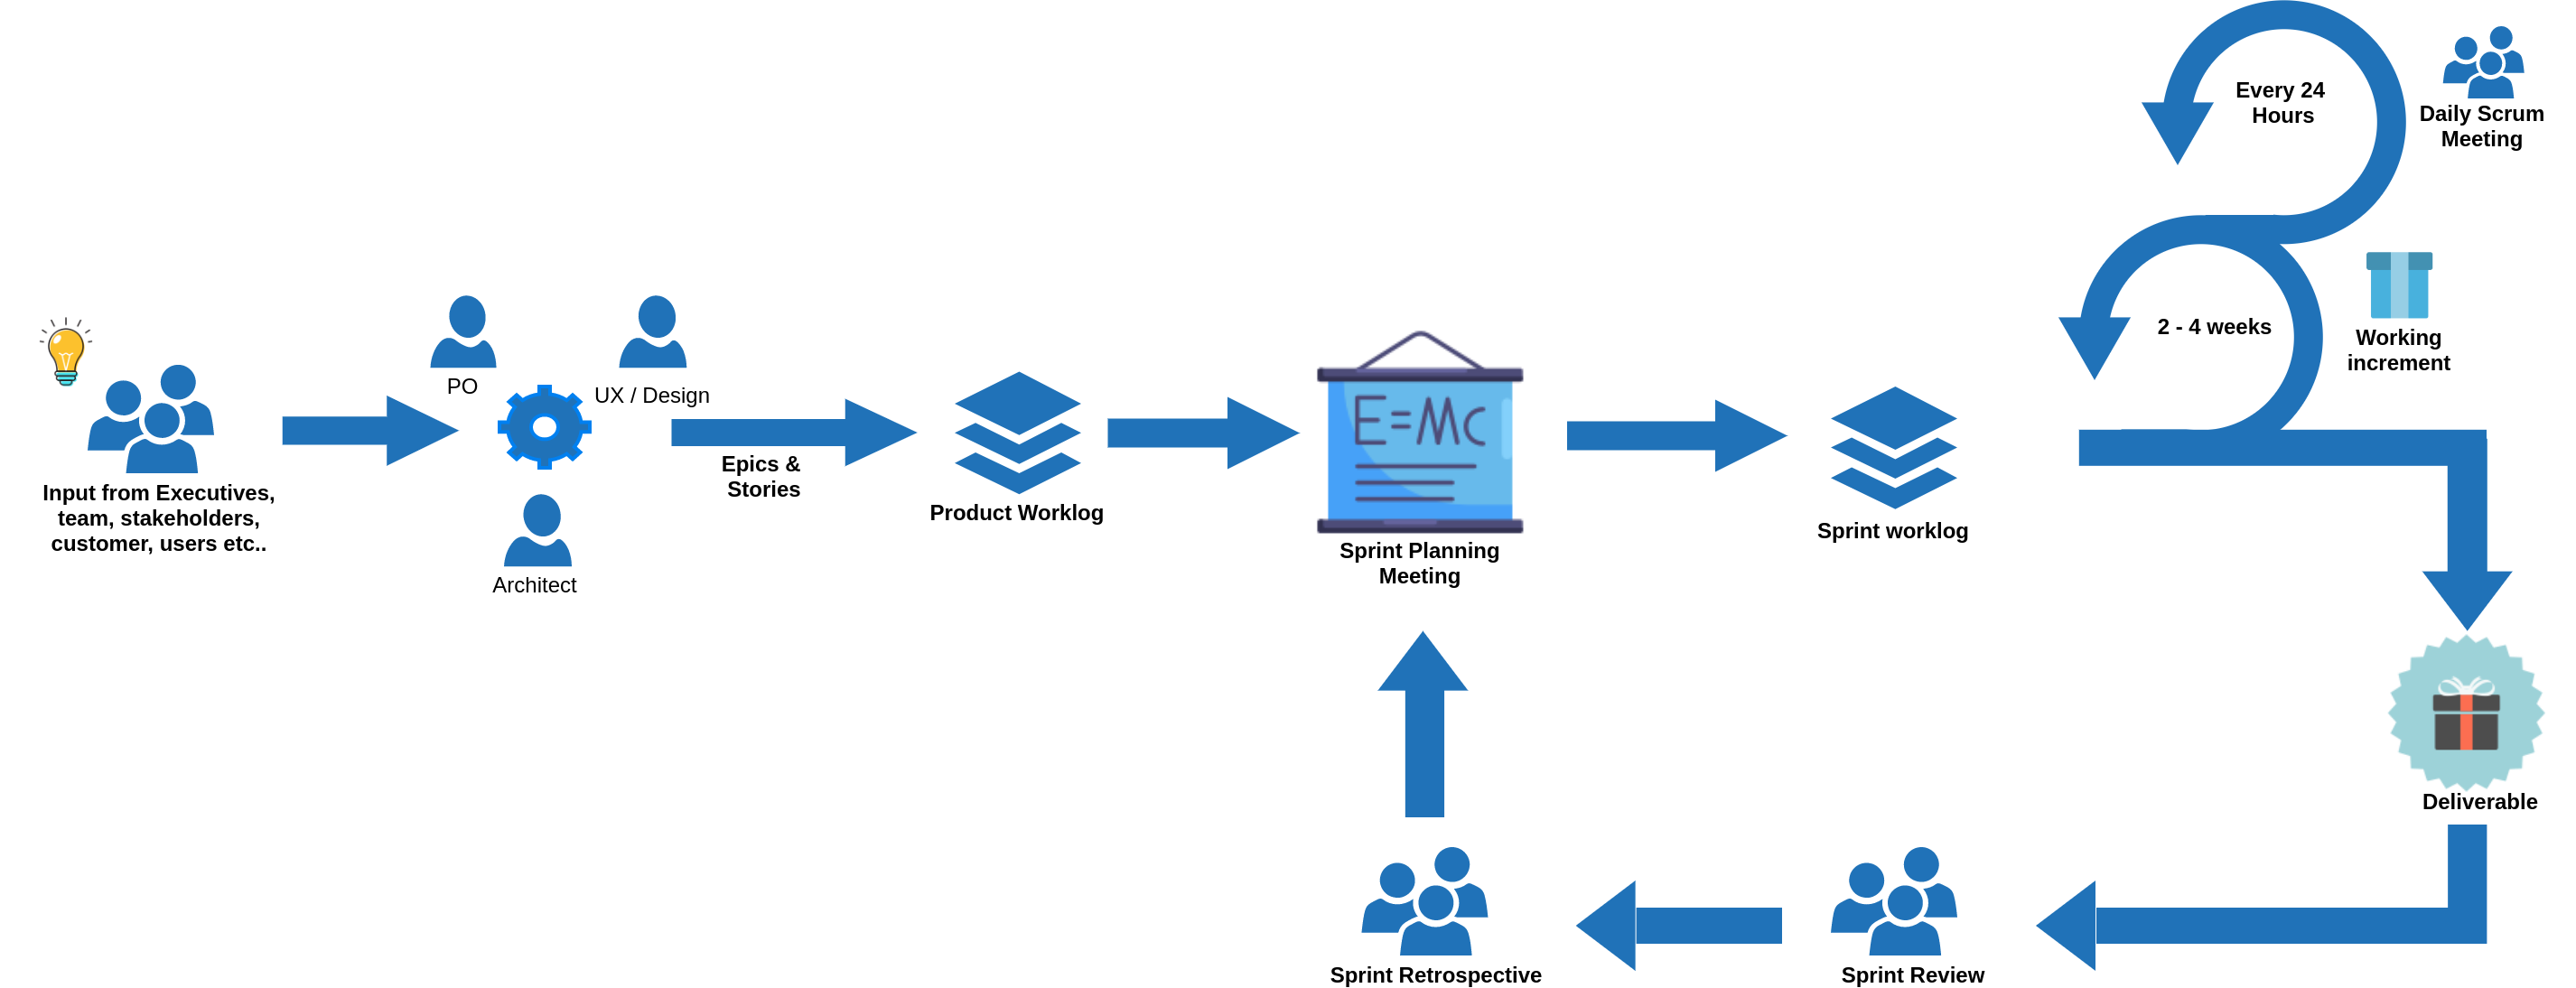 Every 24
Hours
Daily Scrum
Meeting
2 - 4 weeks
Working
increment
PO
UX / Design
E=MC
Input from Executives,
team, stakeholders,
customer, users etc..
Epics &
Stories
Architect
Product Worklog
Sprint Planning
Meeting
Sprint worklog
Deliverable
Sprint Retrospective
Sprint Review